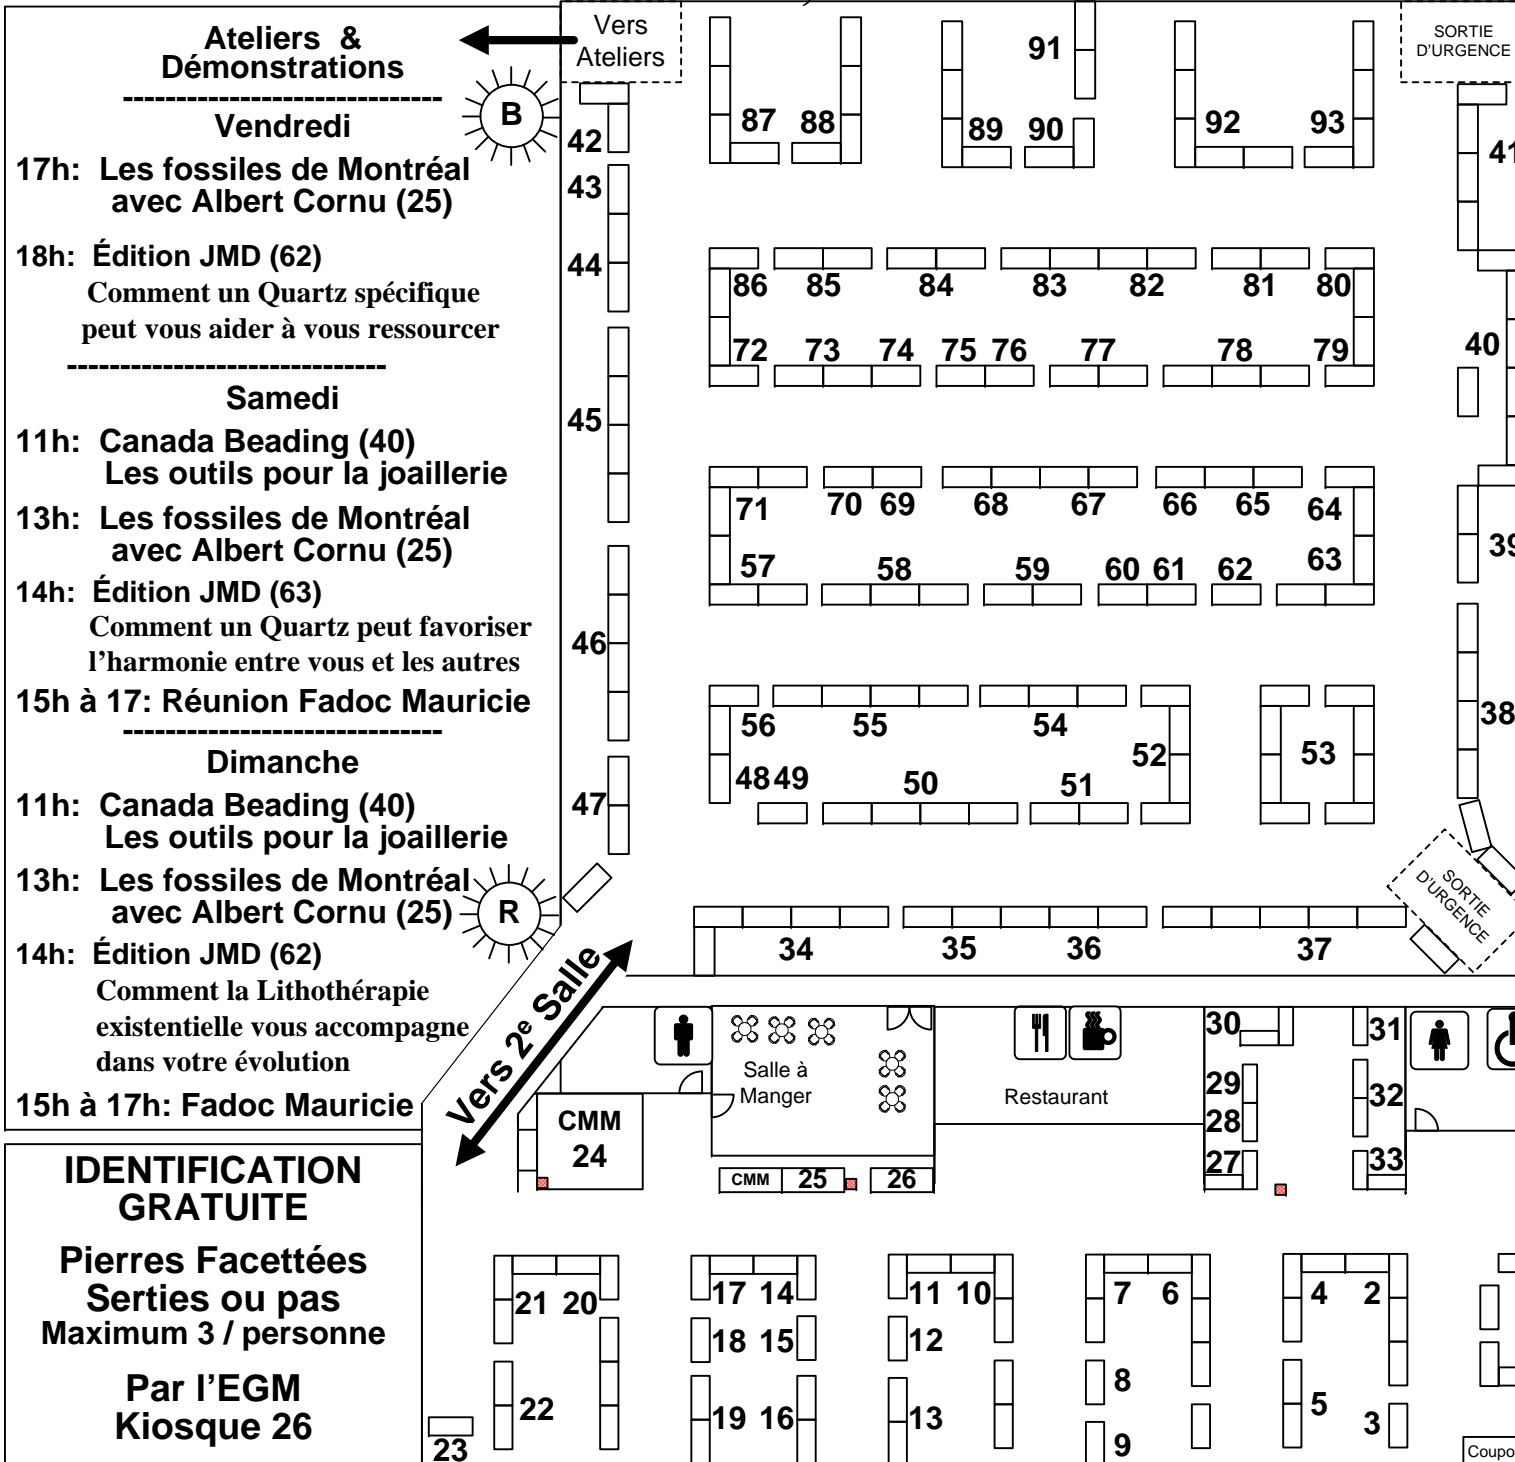 Ateliers &
Démonstrations
------------------------------
Vendredi
17h: Les fossiles de Montréal
avec Albert Cornu (25)
18h: Édition JMD (62)
Comment un Quartz spécifique
peut vous aider à vous ressourcer
------------------------------
Samedi
11h: Canada Beading (40)
Les outils pour la joaillerie
13h: Les fossiles de Montréal
avec Albert Cornu (25)
14h: Édition JMD (63)
Comment un Quartz peut favoriser
l'harmonie entre vous et les autres
15h à 17: Réunion Fadoc Mauricie
------------------------------
Dimanche
11h: Canada Beading (40)
Les outils pour la joaillerie
13h: Les fossiles de Montréal
avec Albert Cornu (25)
14h: Édition JMD (62)
Comment la Lithothérapie
existentielle vous accompagne
dans votre évolution
15h à 17h: Fadoc Mauricie
IDENTIFICATION
GRATUITE
Pierres Facettées
Serties ou pas
Maximum 3 / personne
Par l'EGM
Kiosque 26
B
R
Vers
Ateliers
SORTIE
D'URGENCE
91
87 88 89 90 92 93
42
41
43
44
86 85 84 83 82 81 80
72 73 74 75 76 77 78 79
40
45
71 70 69 68 67 66 65 64
57 58 59 60 61 62 63
39
46
56 55 54
52 53
38
48 49 50 51
47
SORTIE
D'URGENCE
34 35 36 37
Vers 2e Salle
Salle à
Manger
Restaurant
30 31
29 32
28
27 33
CMM
24
CMM 25 26
21 20 17 14 11 10 7 6 4 2
18 15 12
8
22 19 16 13 5 3
23 9
Coupo